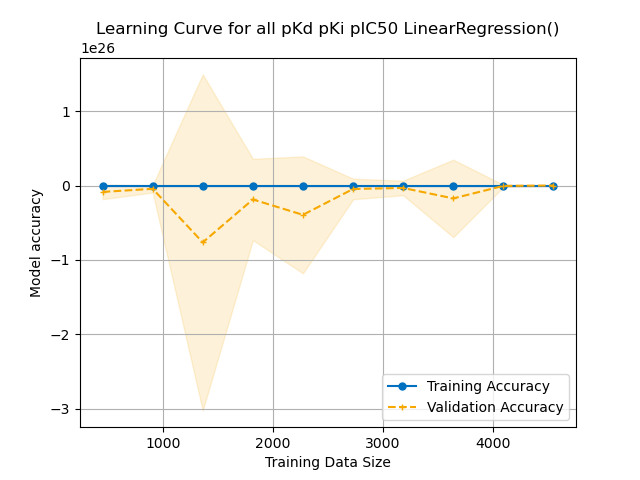 Learning Curve for all pKd pKi pIC50 LinearRegression()
1e26
1
0
−1
−2
−3
Model accuracy
1000
2000
3000
4000
Training Data Size
Training Accuracy
Validation Accuracy